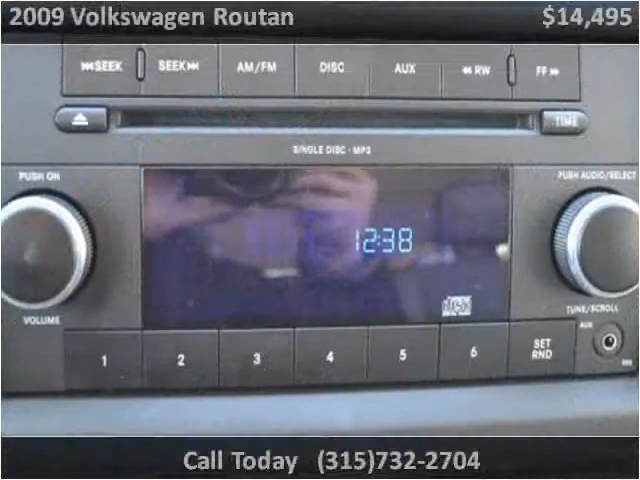 2009 Volkswagen Routan $14,495
⏮SEEK SEEK⏭ AM/FM DISC AUX ◀◀ RW FF ▶▶
TIME
SINGLE DISC · MP3
PUSH ON PUSH AUDIO/SELECT
12:38
disc
VOLUME TUNE/SCROLL
AUX
1 2 3 4 5 6 SET
RND
Call Today (315)732-2704